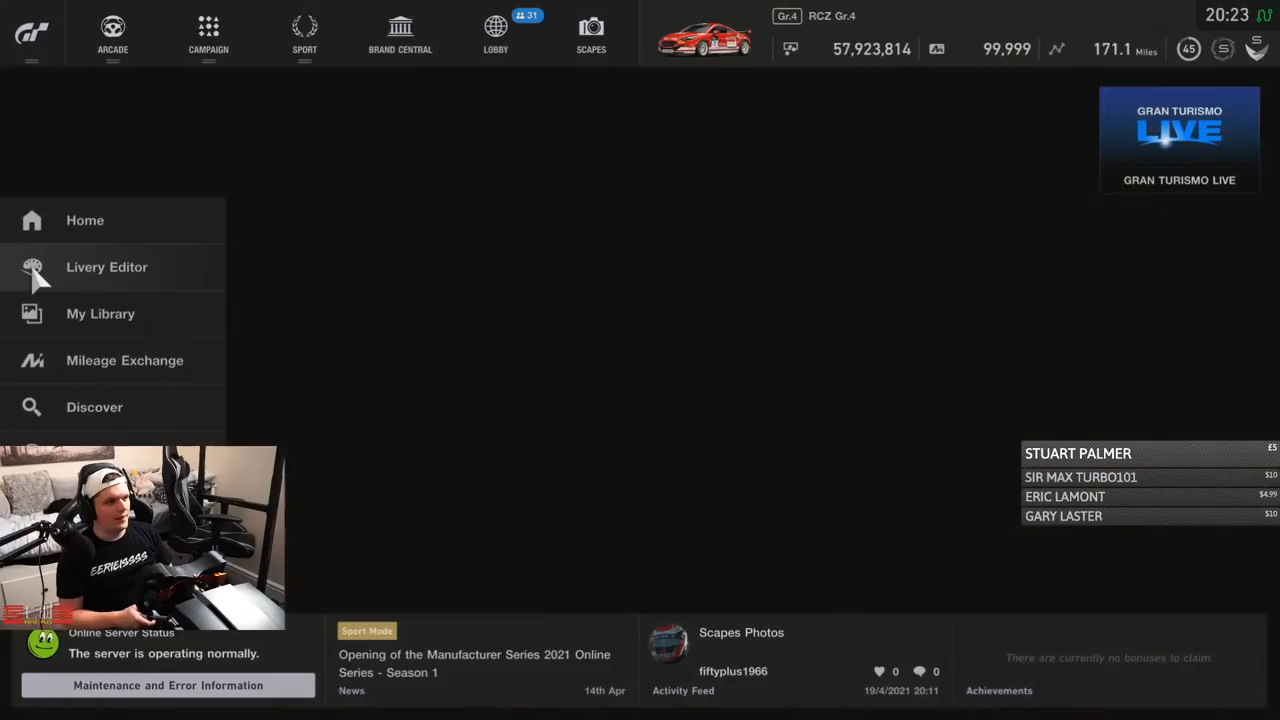 20:23
ARCADE
CAMPAIGN
SPORT
BRAND CENTRAL
31
LOBBY
SCAPES
Gr.4 RCZ Gr.4
57,923,814
99,999
171.1 Miles
45
S
S
GRAN TURISMO
LIVE
GRAN TURISMO LIVE
Home
Livery Editor
My Library
Mileage Exchange
Discover
STUART PALMER £5
SIR MAX TURBO101 $10
ERIC LAMONT $4.99
GARY LASTER $10
EERIEISSSS
RACING
Online Server Status
The server is operating normally.
Maintenance and Error Information
Sport Mode
Opening of the Manufacturer Series 2021 Online
Series - Season 1
News 14th Apr
Scapes Photos
fiftyplus1966 0 0
Activity Feed 19/4/2021 20:11
There are currently no bonuses to claim.
Achievements